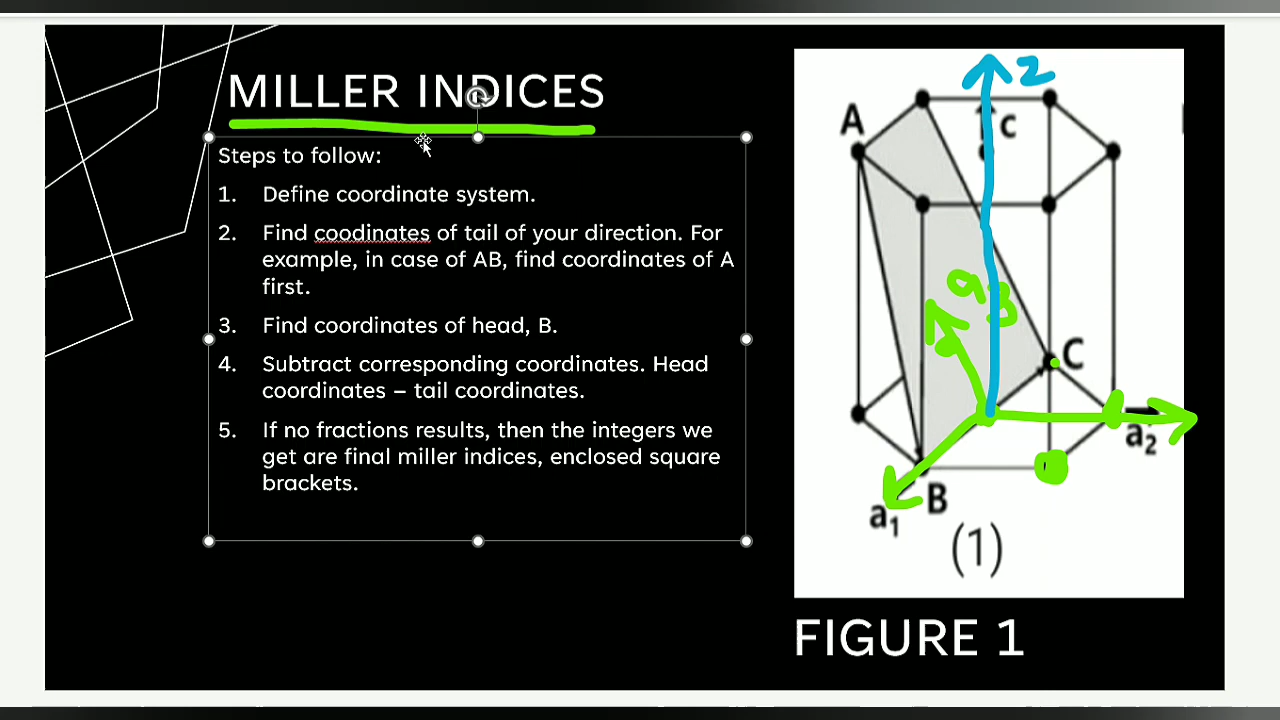 MILLER INDICES
Steps to follow:
1. Define coordinate system.
2. Find coodinates of tail of your direction. For
example, in case of AB, find coordinates of A
first.
3. Find coordinates of head, B.
4. Subtract corresponding coordinates. Head
coordinates – tail coordinates.
5. If no fractions results, then the integers we
get are final miller indices, enclosed square
brackets.
z
A
c
a3
C
a₂
B
a₁
(1)
FIGURE 1